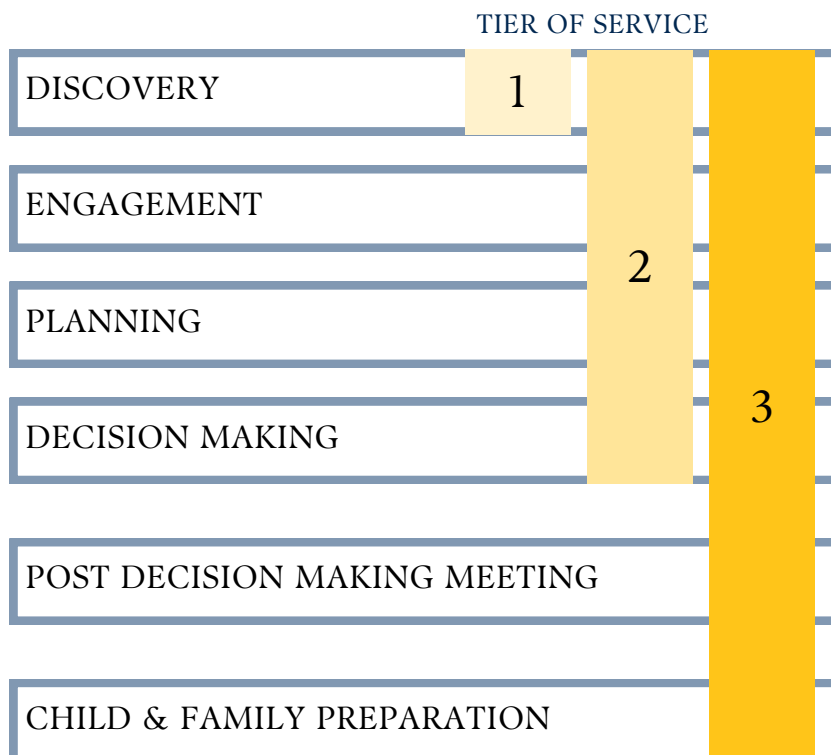 TIER OF SERVICE
DISCOVERY
1
ENGAGEMENT
2
PLANNING
3
DECISION MAKING
POST DECISION MAKING MEETING
CHILD & FAMILY PREPARATION